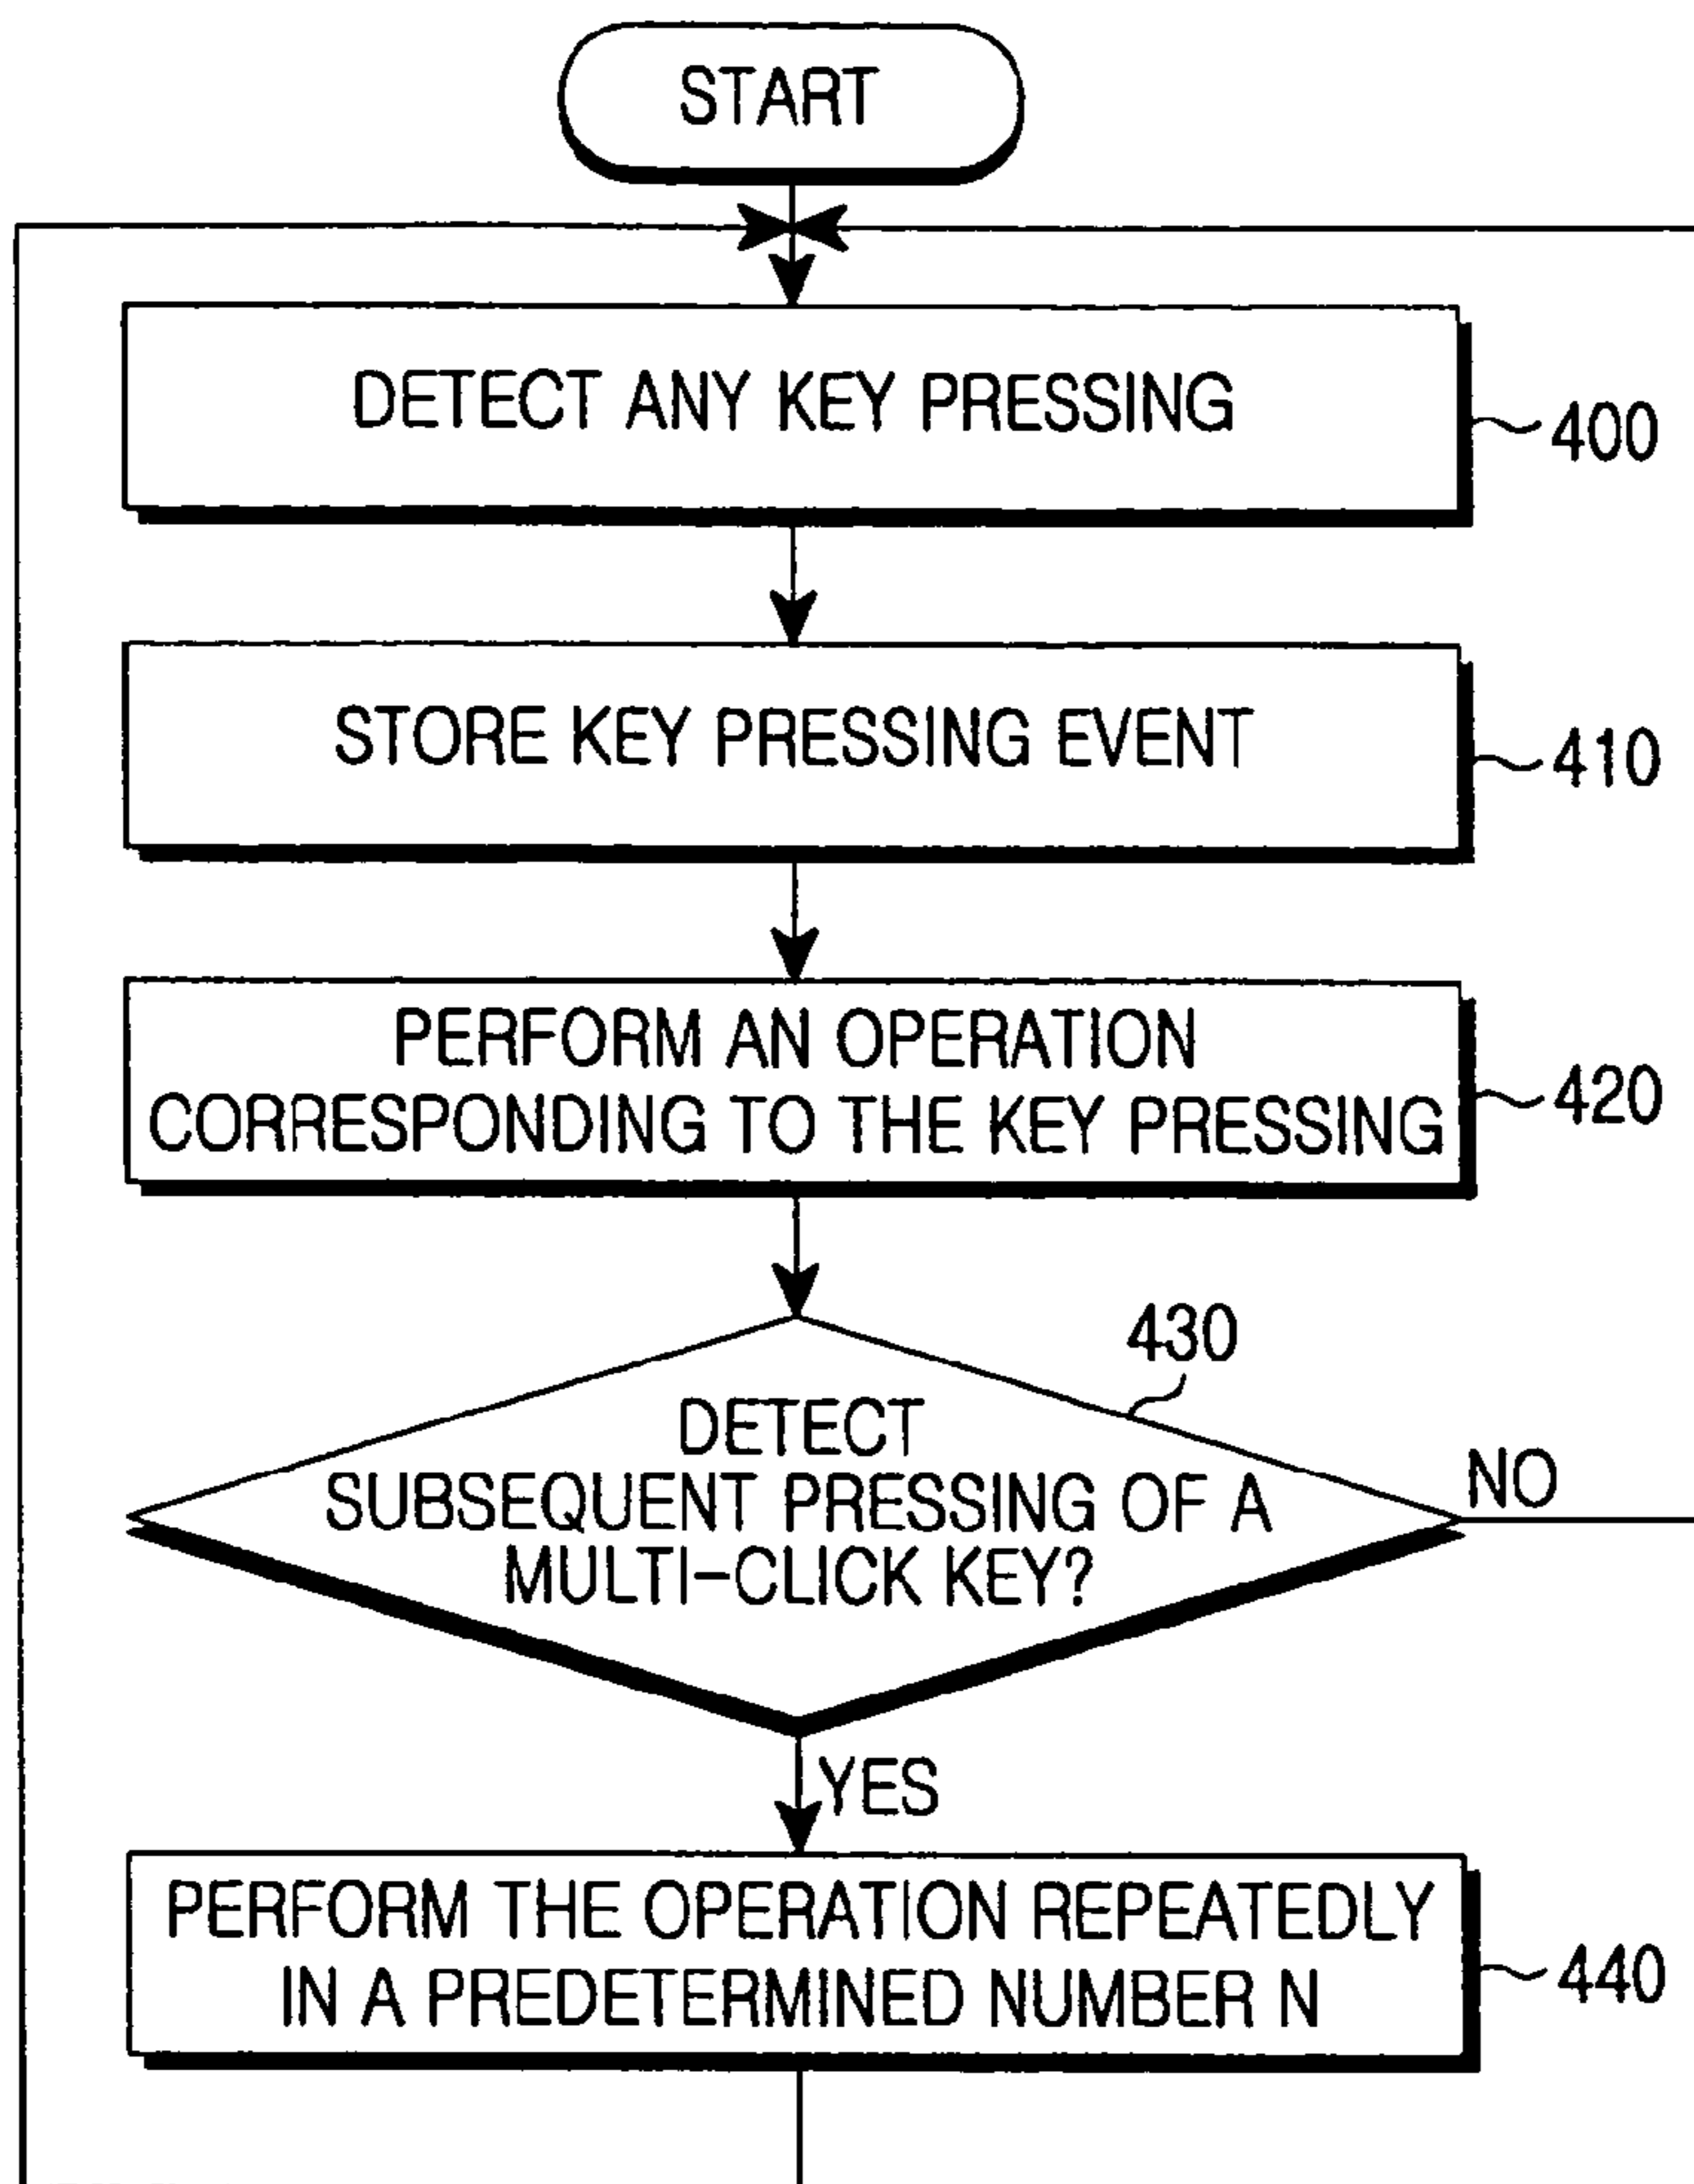 START
DETECT ANY KEY PRESSING
400
STORE KEY PRESSING EVENT
410
PERFORM AN OPERATION
CORRESPONDING TO THE KEY PRESSING
420
430
DETECT
SUBSEQUENT PRESSING OF A
MULTI-CLICK KEY?
NO
YES
PERFORM THE OPERATION REPEATEDLY
IN A PREDETERMINED NUMBER N
440